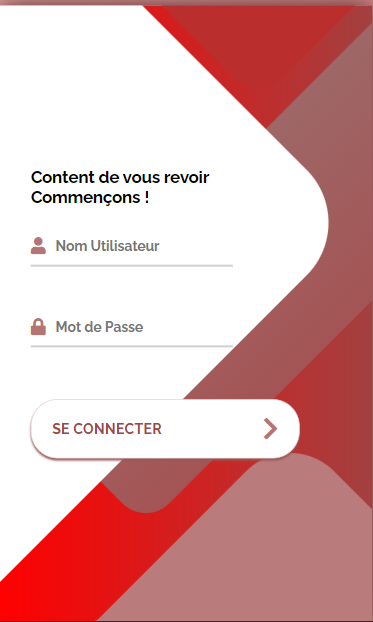 Content de vous revoir
Commençons !
Nom Utilisateur
Mot de Passe
SE CONNECTER